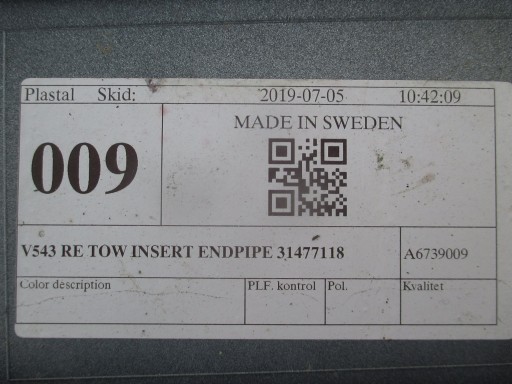 Plastal Skid: 2019-07-05 10:42:09
009
MADE IN SWEDEN
V543 RE TOW INSERT ENDPIPE 31477118
A6739009
Color description PLF. kontrol Pol. Kvalitet